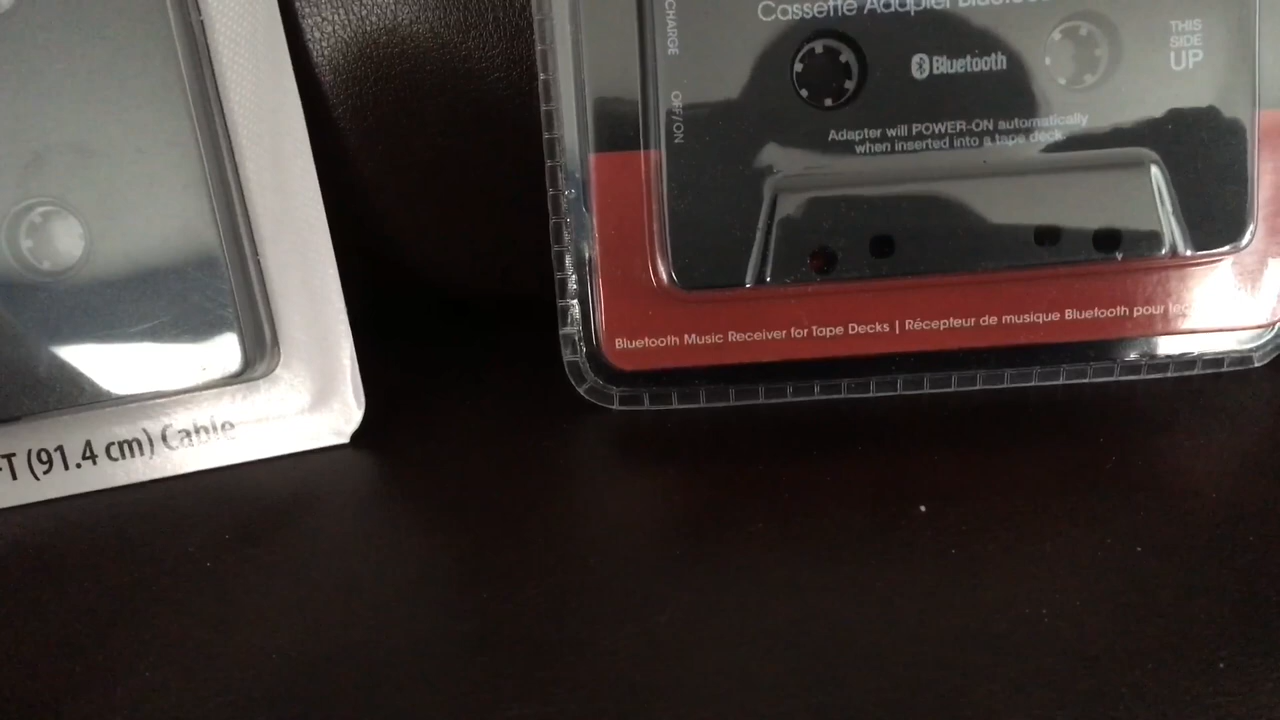 FT (91.4 cm) Cable
Cassette Adapter
CHARGE
OFF / ON
Bluetooth
THIS
SIDE
UP
Adapter will POWER-ON automatically
when inserted into a tape deck.
Bluetooth Music Receiver for Tape Decks | Récepteur de musique Bluetooth pour